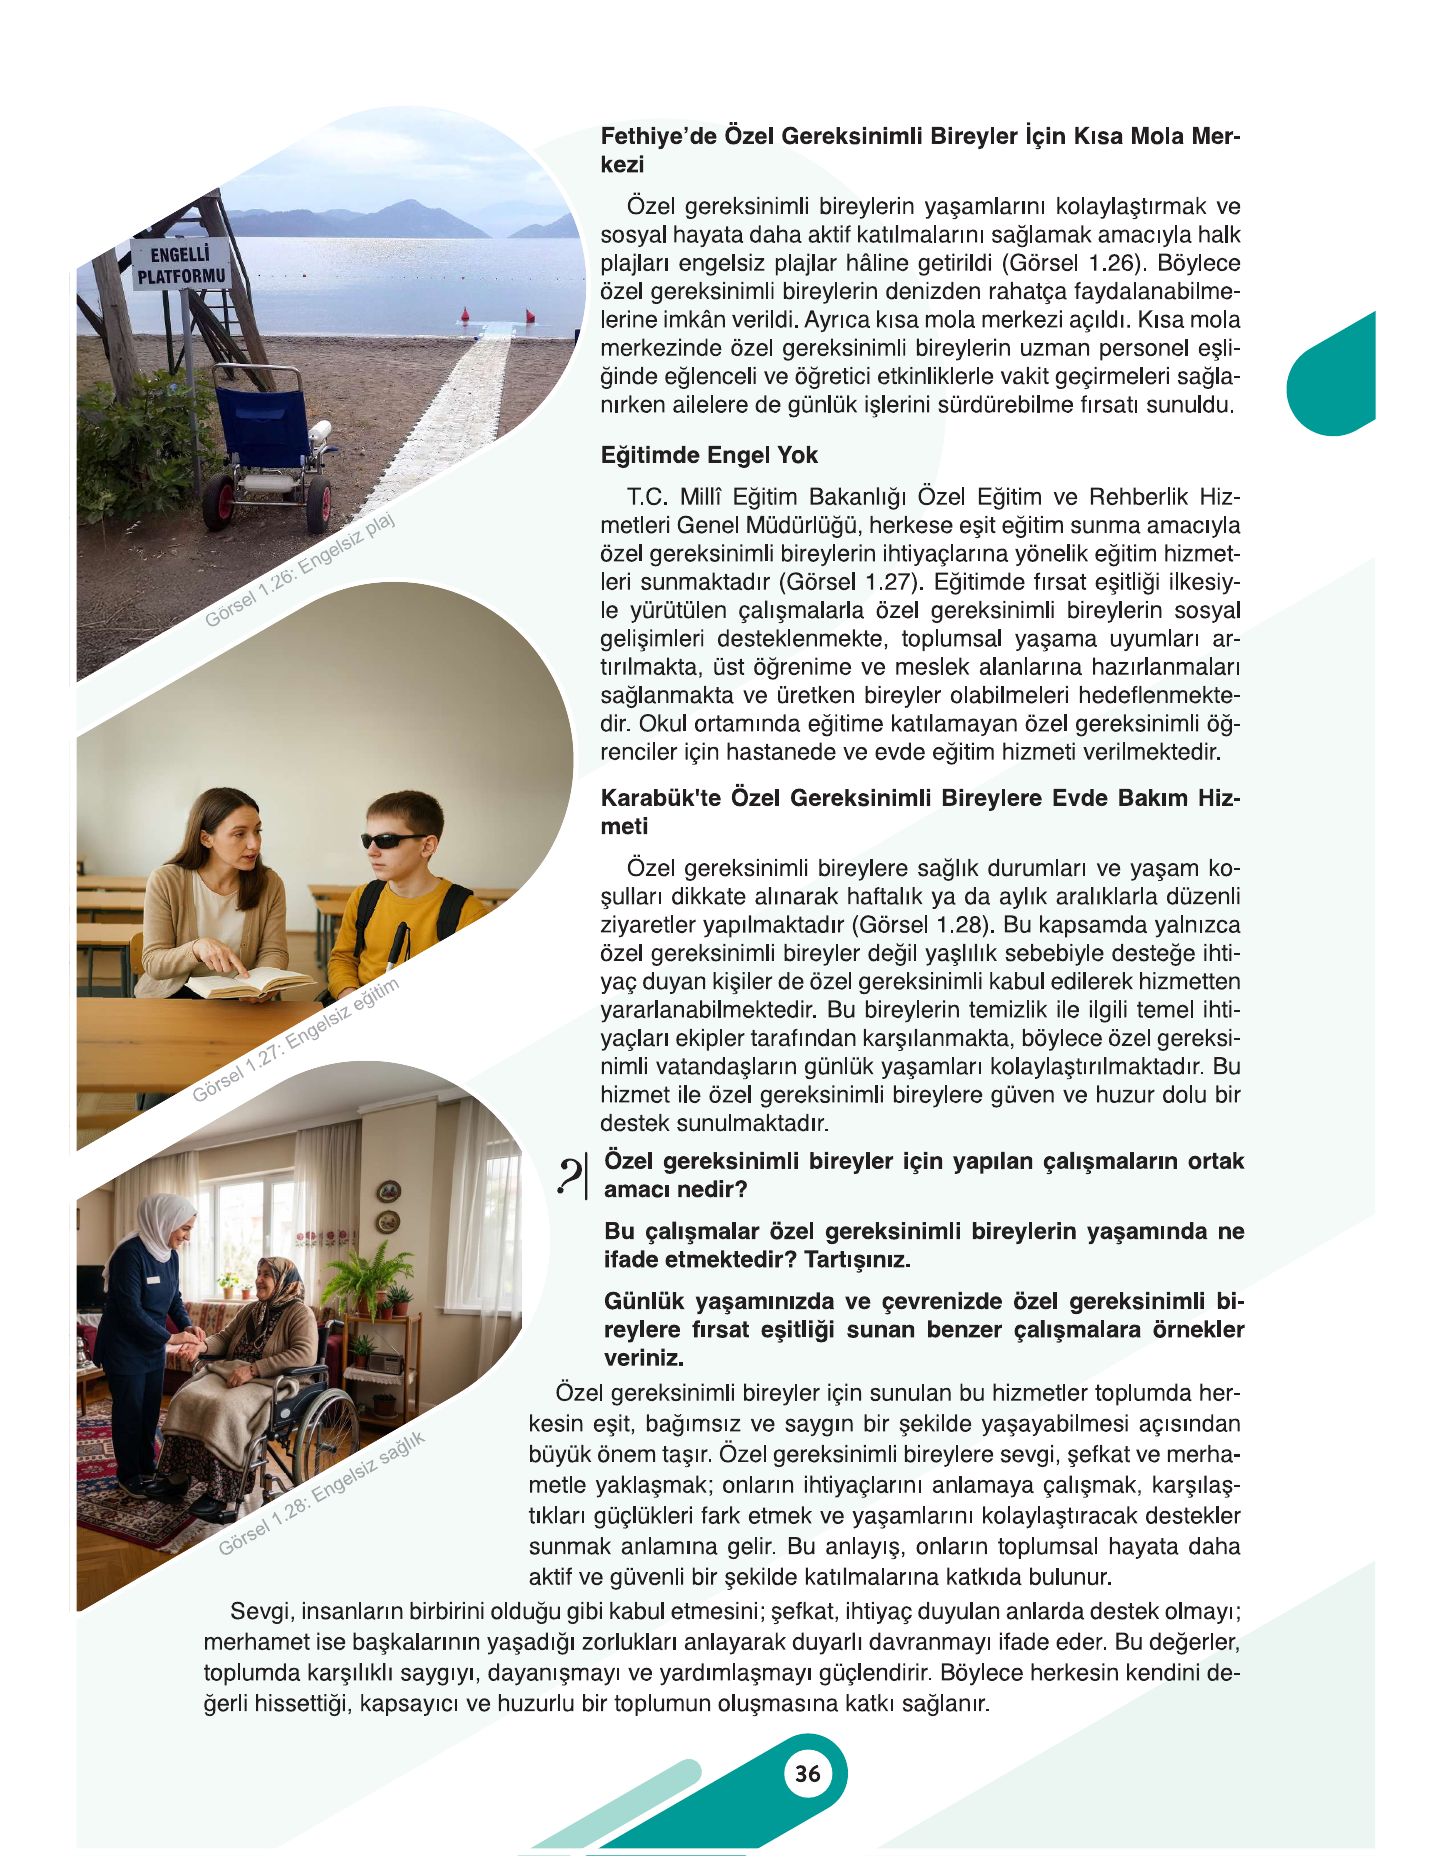 Fethiye'de Özel Gereksinimli Bireyler İçin Kısa Mola Mer-
kezi
Özel gereksinimli bireylerin yaşamlarını kolaylaştırmak ve
sosyal hayata daha aktif katılmalarını sağlamak amacıyla halk
plajları engelsiz plajlar hâline getirildi (Görsel 1.26). Böylece
özel gereksinimli bireylerin denizden rahatça faydalanabilme-
lerine imkân verildi. Ayrıca kısa mola merkezi açıldı. Kısa mola
merkezinde özel gereksinimli bireylerin uzman personel eşli-
ğinde eğlenceli ve öğretici etkinliklerle vakit geçirmeleri sağla-
nırken ailelere de günlük işlerini sürdürebilme fırsatı sunuldu.
ENGELLİ
PLATFORMU
Görsel 1.26: Engelsiz plaj
Eğitimde Engel Yok
T.C. Millî Eğitim Bakanlığı Özel Eğitim ve Rehberlik Hiz-
metleri Genel Müdürlüğü, herkese eşit eğitim sunma amacıyla
özel gereksinimli bireylerin ihtiyaçlarına yönelik eğitim hizmet-
leri sunmaktadır (Görsel 1.27). Eğitimde fırsat eşitliği ilkesiy-
le yürütülen çalışmalarla özel gereksinimli bireylerin sosyal
gelişimleri desteklenmekte, toplumsal yaşama uyumları ar-
tırılmakta, üst öğrenime ve meslek alanlarına hazırlanmaları
sağlanmakta ve üretken bireyler olabilmeleri hedeflenmekte-
dir. Okul ortamında eğitime katılamayan özel gereksinimli öğ-
renciler için hastanede ve evde eğitim hizmeti verilmektedir.
Görsel 1.27: Engelsiz eğitim
Karabük'te Özel Gereksinimli Bireylere Evde Bakım Hiz-
meti
Özel gereksinimli bireylere sağlık durumları ve yaşam ko-
şulları dikkate alınarak haftalık ya da aylık aralıklarla düzenli
ziyaretler yapılmaktadır (Görsel 1.28). Bu kapsamda yalnızca
özel gereksinimli bireyler değil yaşlılık sebebiyle desteğe ihti-
yaç duyan kişiler de özel gereksinimli kabul edilerek hizmetten
yararlanabilmektedir. Bu bireylerin temizlik ile ilgili temel ihti-
yaçları ekipler tarafından karşılanmakta, böylece özel gereksi-
nimli vatandaşların günlük yaşamları kolaylaştırılmaktadır. Bu
hizmet ile özel gereksinimli bireylere güven ve huzur dolu bir
destek sunulmaktadır.
Görsel 1.28: Engelsiz sağlık
?
Özel gereksinimli bireyler için yapılan çalışmaların ortak
amacı nedir?
Bu çalışmalar özel gereksinimli bireylerin yaşamında ne
ifade etmektedir? Tartışınız.
Günlük yaşamınızda ve çevrenizde özel gereksinimli bi-
reylere fırsat eşitliği sunan benzer çalışmalara örnekler
veriniz.
Özel gereksinimli bireyler için sunulan bu hizmetler toplumda her-
kesin eşit, bağımsız ve saygın bir şekilde yaşayabilmesi açısından
büyük önem taşır. Özel gereksinimli bireylere sevgi, şefkat ve merha-
metle yaklaşmak; onların ihtiyaçlarını anlamaya çalışmak, karşılaş-
tıkları güçlükleri fark etmek ve yaşamlarını kolaylaştıracak destekler
sunmak anlamına gelir. Bu anlayış, onların toplumsal hayata daha
aktif ve güvenli bir şekilde katılmalarına katkıda bulunur.
Sevgi, insanların birbirini olduğu gibi kabul etmesini; şefkat, ihtiyaç duyulan anlarda destek olmayı;
merhamet ise başkalarının yaşadığı zorlukları anlayarak duyarlı davranmayı ifade eder. Bu değerler,
toplumda karşılıklı saygıyı, dayanışmayı ve yardımlaşmayı güçlendirir. Böylece herkesin kendini de-
ğerli hissettiği, kapsayıcı ve huzurlu bir toplumun oluşmasına katkı sağlanır.
36